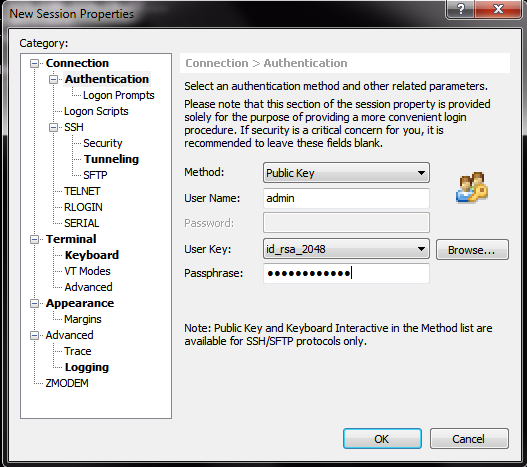 New Session Properties
Category:
Connection
Authentication
Logon Prompts
Logon Scripts
SSH
Security
Tunneling
SFTP
TELNET
RLOGIN
SERIAL
Terminal
Keyboard
VT Modes
Advanced
Appearance
Margins
Advanced
Trace
Logging
ZMODEM
Connection > Authentication
Select an authentication method and other related parameters.
Please note that this section of the session property is provided
solely for the purpose of providing a more convenient login
procedure. If security is a critical concern for you, it is
recommended to leave these fields blank.
Method: Public Key
User Name: admin
Password:
User Key: id_rsa_2048 Browse...
Passphrase: ●●●●●●●●●●●●
Note: Public Key and Keyboard Interactive in the Method list are
available for SSH/SFTP protocols only.
OK Cancel